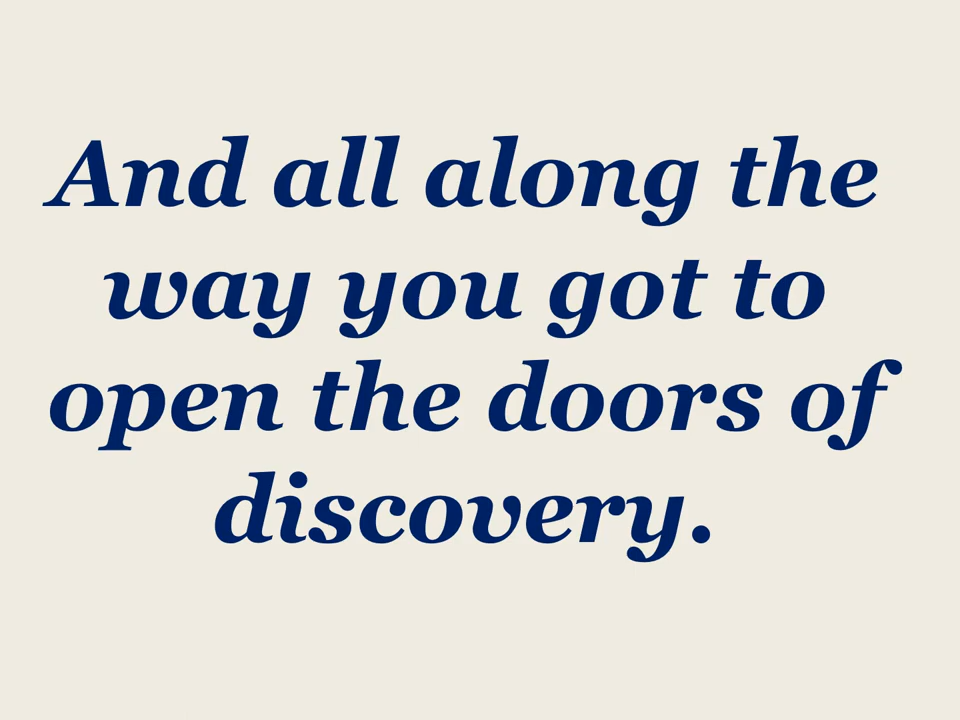 And all along the
way you got to
open the doors of
discovery.